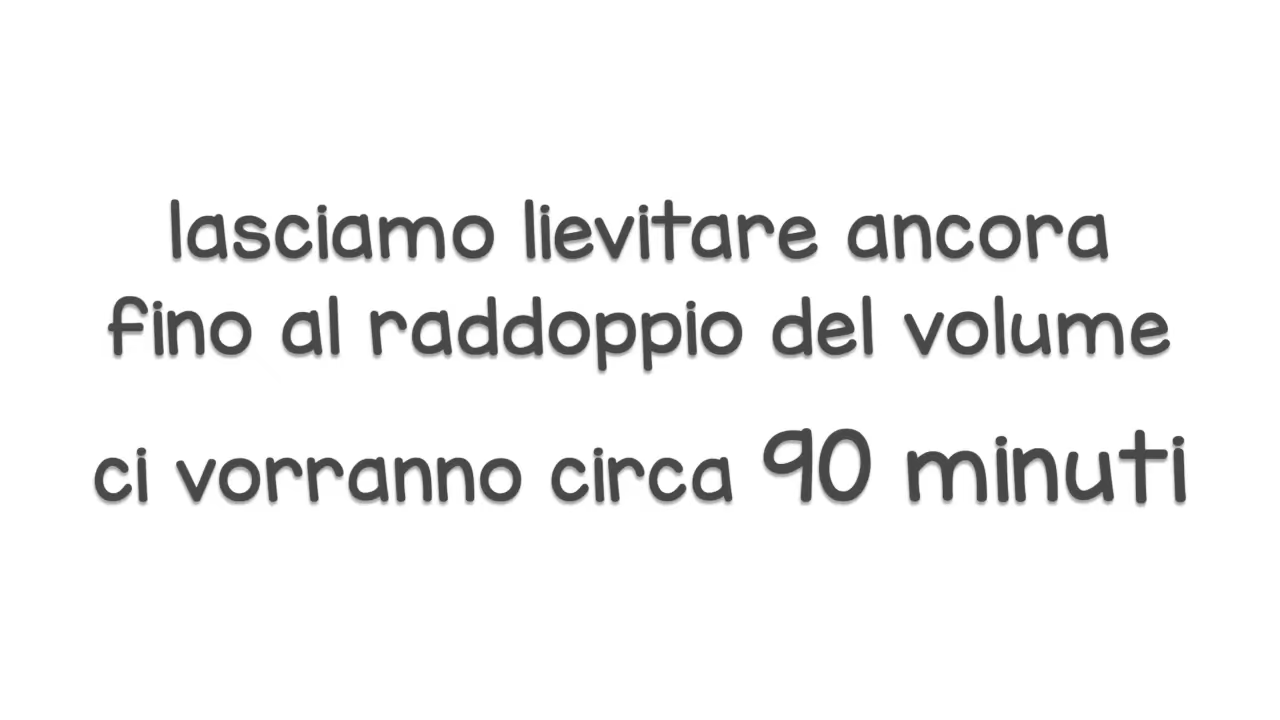 lasciamo lievitare ancora
fino al raddoppio del volume
ci vorranno circa 90 minuti